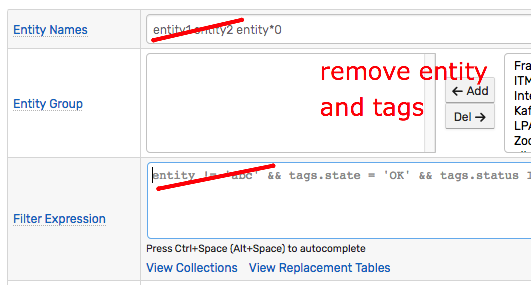 Entity Names
entity1 entity2 entity*0
Entity Group
remove entity
and tags
← Add
Del →
Fra
ITM
Inte
Kaf
LPA
Zoo
Filter Expression
entity != 'abc' && tags.state = 'OK' && tags.status
Press Ctrl+Space (Alt+Space) to autocomplete
View Collections View Replacement Tables